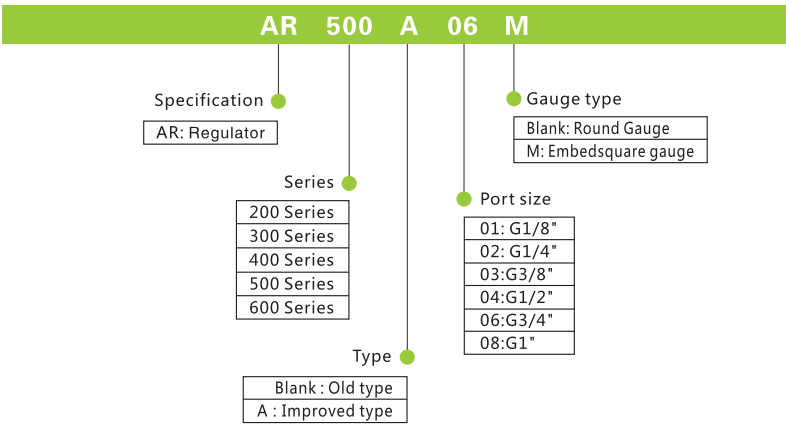 AR 500 A 06 M
Specification
AR: Regulator
Gauge type
Blank: Round Gauge
M: Embedsquare gauge
Series
200 Series
300 Series
400 Series
500 Series
600 Series
Port size
01: G1/8"
02: G1/4"
03:G3/8"
04:G1/2"
06:G3/4"
08:G1"
Type
Blank : Old type
A : Improved type